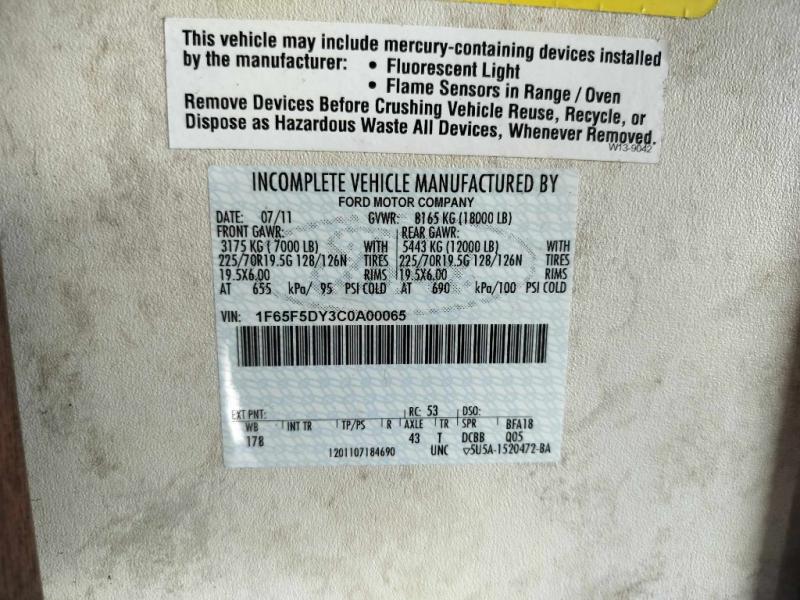 This vehicle may include mercury-containing devices installed
by the manufacturer: • Fluorescent Light
• Flame Sensors in Range / Oven
Remove Devices Before Crushing Vehicle Reuse, Recycle, or
Dispose as Hazardous Waste All Devices, Whenever Removed.
W13-9042
INCOMPLETE VEHICLE MANUFACTURED BY
FORD MOTOR COMPANY
DATE: 07/11 GVWR: 8165 KG (18000 LB)
FRONT GAWR: REAR GAWR:
3175 KG ( 7000 LB) WITH 5443 KG (12000 LB) WITH
225/70R19.5G 128/126N TIRES 225/70R19.5G 128/126N TIRES
19.5X6.00 RIMS 19.5X6.00 RIMS
AT 655 kPa/ 95 PSI COLD AT 690 kPa/100 PSI COLD
VIN: 1F65F5DY3C0A00065
EXT PNT: RC: 53 DSO:
WB INT TR TP/PS R AXLE TR SPR BFA18
178 43 T DCBB Q05
1201107184690 UNC ▽5U5A-1520472-BA